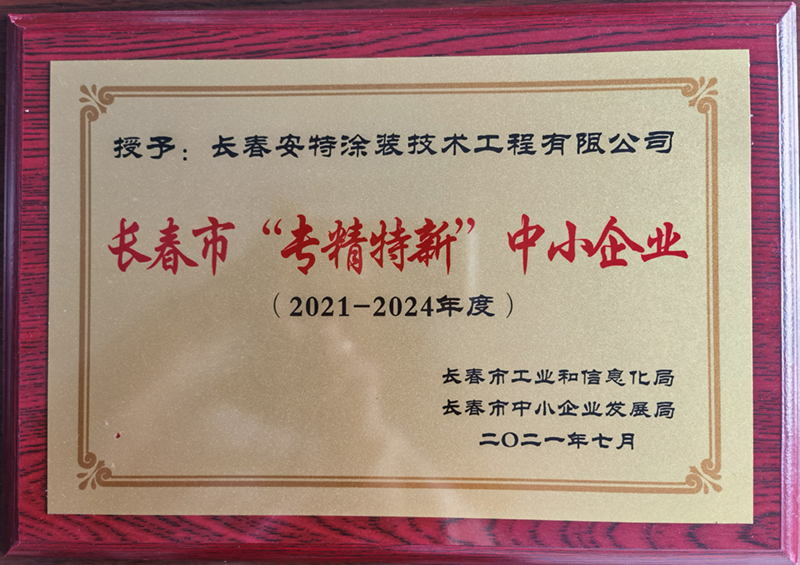 授予：长春安特涂装技术工程有限公司
长春市“专精特新”中小企业
（2021-2024年度）
长春市工业和信息化局
长春市中小企业发展局
二〇二一年七月